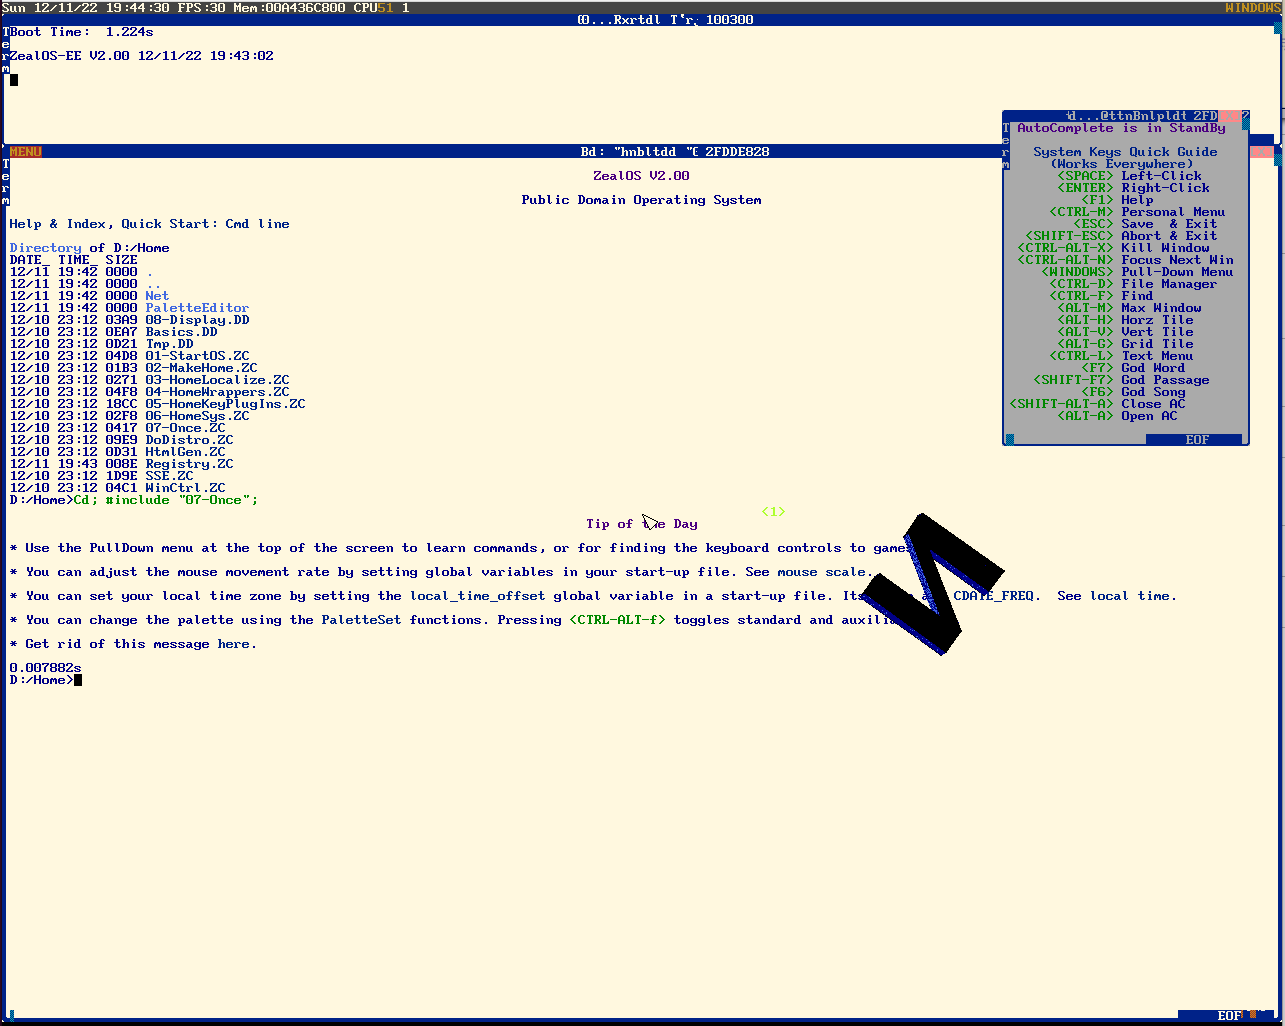 Sun 12/11/22 19:44:30 FPS:30 Mem:00A436C800 CPU51 1 WINDOWS
Rxrtdl 100300
Term
Boot Time: 1.224s
ZealOS-EE V2.00 12/11/22 19:43:02
MENU
Bd: "hnbltdd "E 2FDDE828
Term
ZealOS V2.00
Public Domain Operating System
Help & Index, Quick Start: Cmd line
Directory of D:/Home
DATE_ TIME_ SIZE
12/11 19:42 0000 .
12/11 19:42 0000 ..
12/11 19:42 0000 Net
12/11 19:42 0000 PaletteEditor
12/10 23:12 03A9 08-Display.DD
12/10 23:12 0EA7 Basics.DD
12/10 23:12 0D21 Tmp.DD
12/10 23:12 04D8 01-StartOS.ZC
12/10 23:12 01B3 02-MakeHome.ZC
12/10 23:12 0271 03-HomeLocalize.ZC
12/10 23:12 04F8 04-HomeWrappers.ZC
12/10 23:12 18CC 05-HomeKeyPlugIns.ZC
12/10 23:12 02F8 06-HomeSys.ZC
12/10 23:12 0417 07-Once.ZC
12/10 23:12 09E9 DoDistro.ZC
12/10 23:12 0D31 HtmlGen.ZC
12/11 19:43 008E Registry.ZC
12/10 23:12 1D9E SSE.ZC
12/10 23:12 04C1 WinCtrl.ZC
D:/Home>Cd; #include "07-Once";
<1>
Tip of the Day
* Use the PullDown menu at the top of the screen to learn commands, or for finding the keyboard controls to games
* You can adjust the mouse movement rate by setting global variables in your start-up file. See mouse scale.
* You can set your local time zone by setting the local_time_offset global variable in a start-up file. Its CDATE_FREQ. See local time.
* You can change the palette using the PaletteSet functions. Pressing <CTRL-ALT-f> toggles standard and
* Get rid of this message here.
0.007882s
D:/Home>
EOF
Term
AutoComplete is in StandBy
System Keys Quick Guide
(Works Everywhere)
<SPACE> Left-Click
<ENTER> Right-Click
<F1> Help
<CTRL-M> Personal Menu
<ESC> Save & Exit
<SHIFT-ESC> Abort & Exit
<CTRL-ALT-X> Kill Window
<CTRL-ALT-N> Focus Next Win
<WINDOWS> Pull-Down Menu
<CTRL-D> File Manager
<CTRL-F> Find
<ALT-M> Max Window
<ALT-H> Horz Tile
<ALT-V> Vert Tile
<ALT-G> Grid Tile
<CTRL-L> Text Menu
<F7> God Word
<SHIFT-F7> God Passage
<F6> God Song
<SHIFT-ALT-A> Close AC
<ALT-A> Open AC
EOF